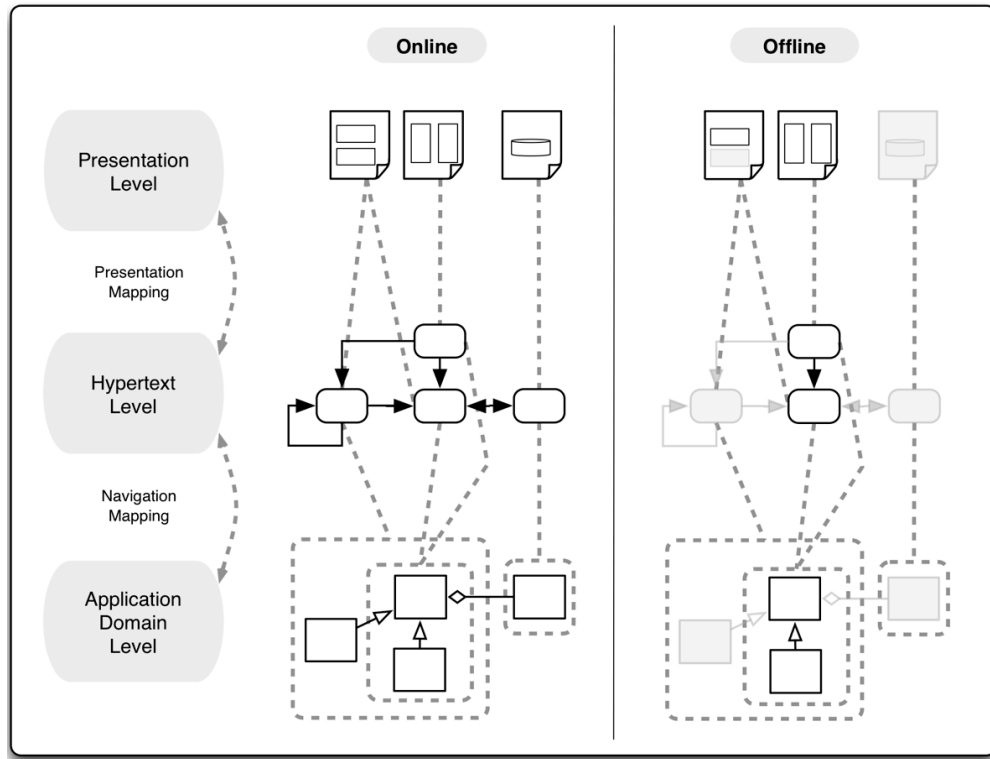 Online
Offline
Presentation
Level
Presentation
Mapping
Hypertext
Level
Navigation
Mapping
Application
Domain
Level